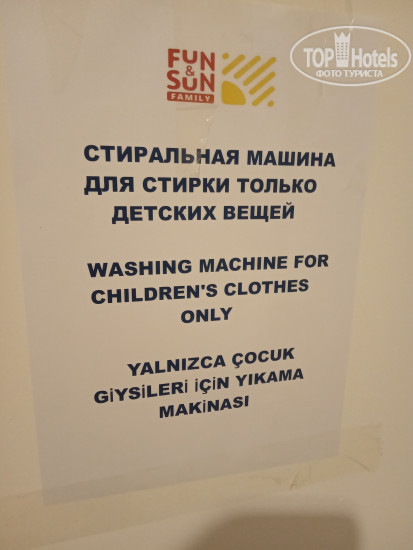 FUN
&
SUN
FAMILY
TOP Hotels
ФОТО ТУРИСТА
СТИРАЛЬНАЯ МАШИНА
ДЛЯ СТИРКИ ТОЛЬКО
ДЕТСКИХ ВЕЩЕЙ
WASHING MACHINE FOR
CHILDREN'S CLOTHES
ONLY
YALNIZCA ÇOCUK
GİYSİLERİ İÇİN YIKAMA
MAKİNASI